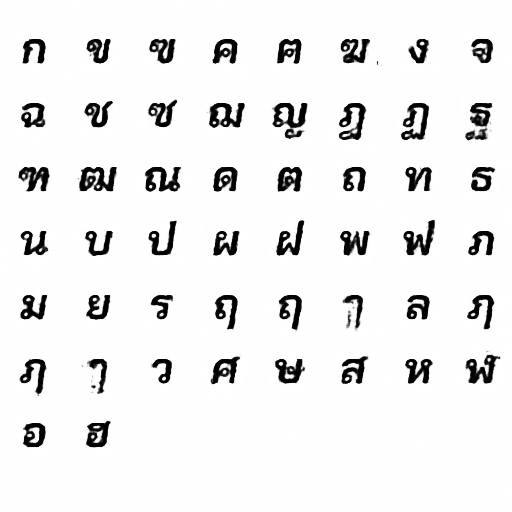 ก ข ฃ ค ฅ ฆ ง จ
ฉ ช ซ ฌ ญ ฎ ฏ ฐ
ฑ ฒ ณ ด ต ถ ท ธ
น บ ป ผ ฝ พ ฟ ภ
ม ย ร ฤ ฤ ๅ ล ฦ
ฦ ๅ ว ศ ษ ส ห ฬ
อ ฮ